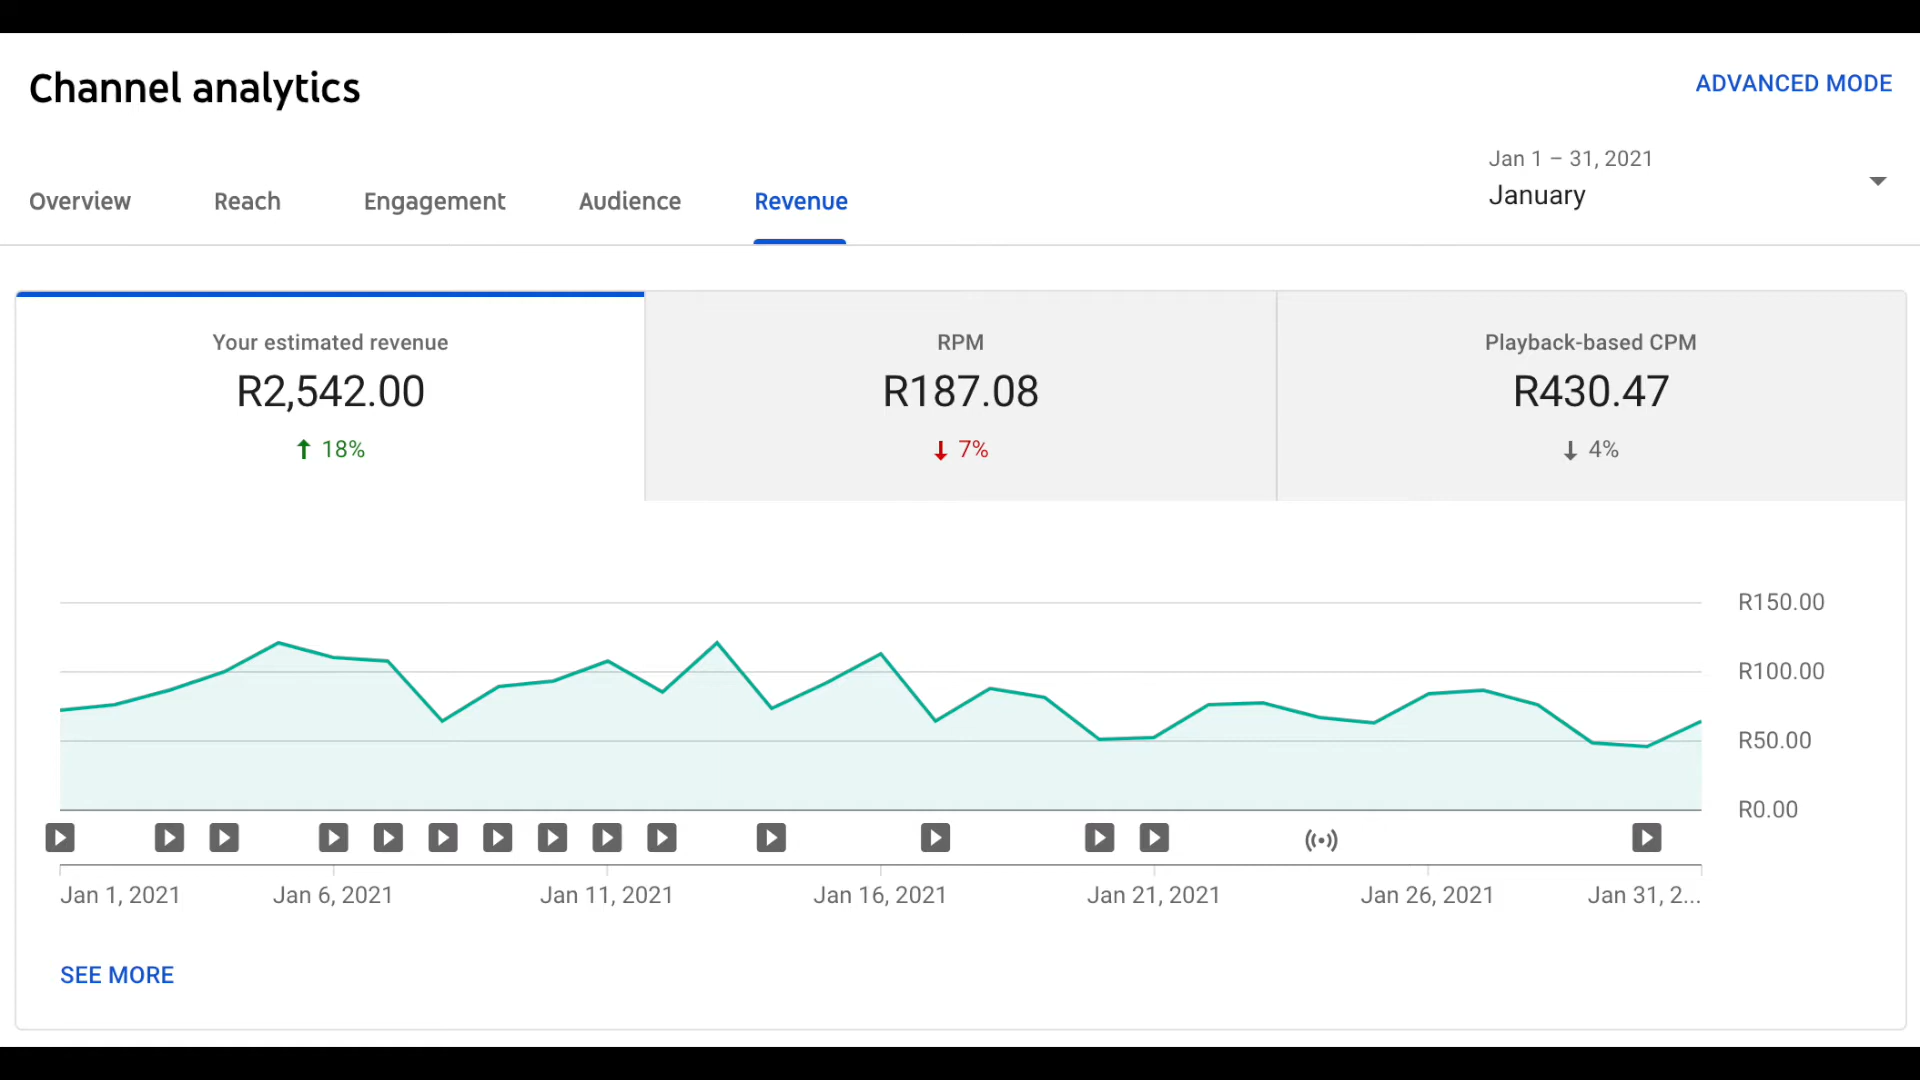 Channel analytics
ADVANCED MODE
Jan 1 – 31, 2021
January
Overview
Reach
Engagement
Audience
Revenue
Your estimated revenue
R2,542.00
18%
RPM
R187.08
7%
Playback-based CPM
R430.47
4%
R150.00
R100.00
R50.00
R0.00
Jan 1, 2021
Jan 6, 2021
Jan 11, 2021
Jan 16, 2021
Jan 21, 2021
Jan 26, 2021
Jan 31, 2...
SEE MORE